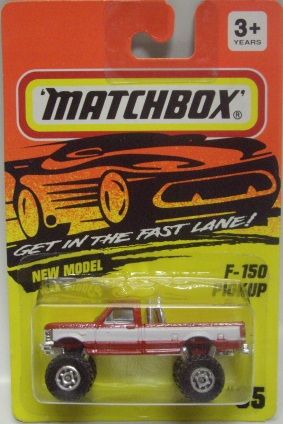 3+
YEARS
'MATCHBOX'®
GET IN THE FAST LANE!
NEW MODEL
F-150
PICKUP